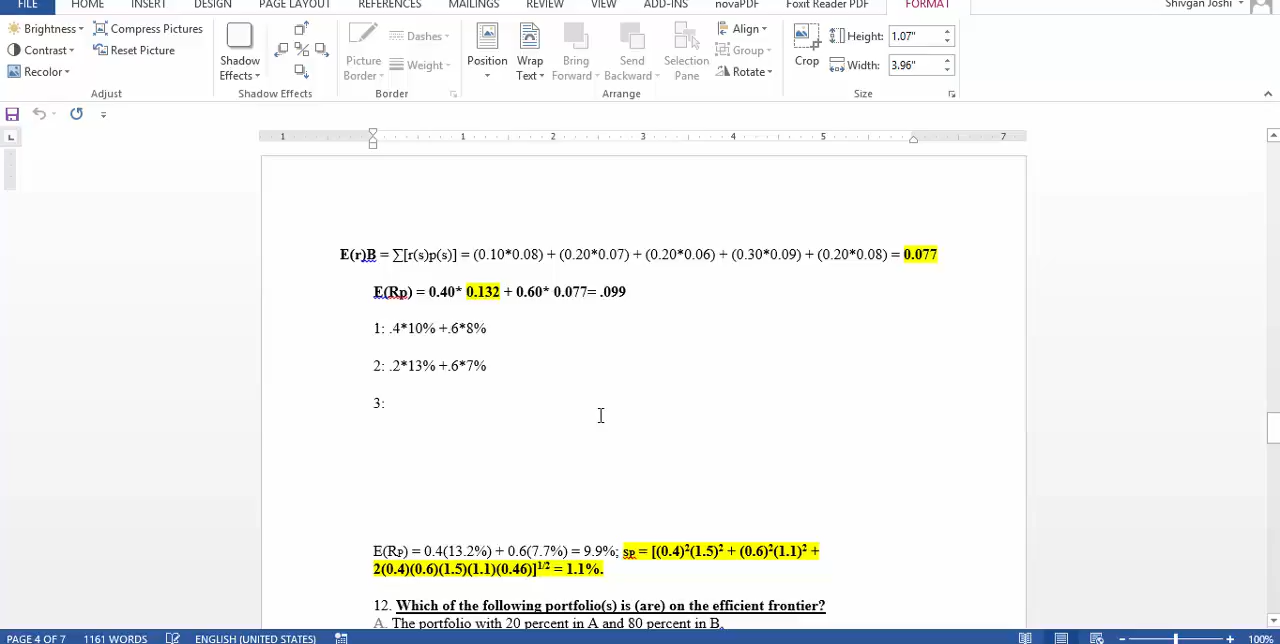 FILE HOME INSERT DESIGN PAGE LAYOUT REFERENCES MAILINGS REVIEW VIEW ADD-INS novaPDF Foxit Reader PDF FORMAT Shivgan Joshi
Brightness Compress Pictures
Contrast Reset Picture
Recolor
Shadow Effects
Picture Border
Dashes
Weight
Position
Wrap Text
Bring Forward
Send Backward
Selection Pane
Align
Group
Rotate
Crop
Height: 1.07"
Width: 3.96"
Adjust Shadow Effects Border Arrange Size
1 1 2 3 4 5 7
E(r)B = ∑[r(s)p(s)] = (0.10*0.08) + (0.20*0.07) + (0.20*0.06) + (0.30*0.09) + (0.20*0.08) = 0.077
E(Rp) = 0.40* 0.132 + 0.60* 0.077= .099
1: .4*10% +.6*8%
2: .2*13% +.6*7%
3:
E(RP) = 0.4(13.2%) + 0.6(7.7%) = 9.9%; sP = [(0.4)²(1.5)² + (0.6)²(1.1)² +
2(0.4)(0.6)(1.5)(1.1)(0.46)]¹/² = 1.1%.
12. Which of the following portfolio(s) is (are) on the efficient frontier?
A. The portfolio with 20 percent in A and 80 percent in B.
PAGE 4 OF 7 1161 WORDS ENGLISH (UNITED STATES) 100%